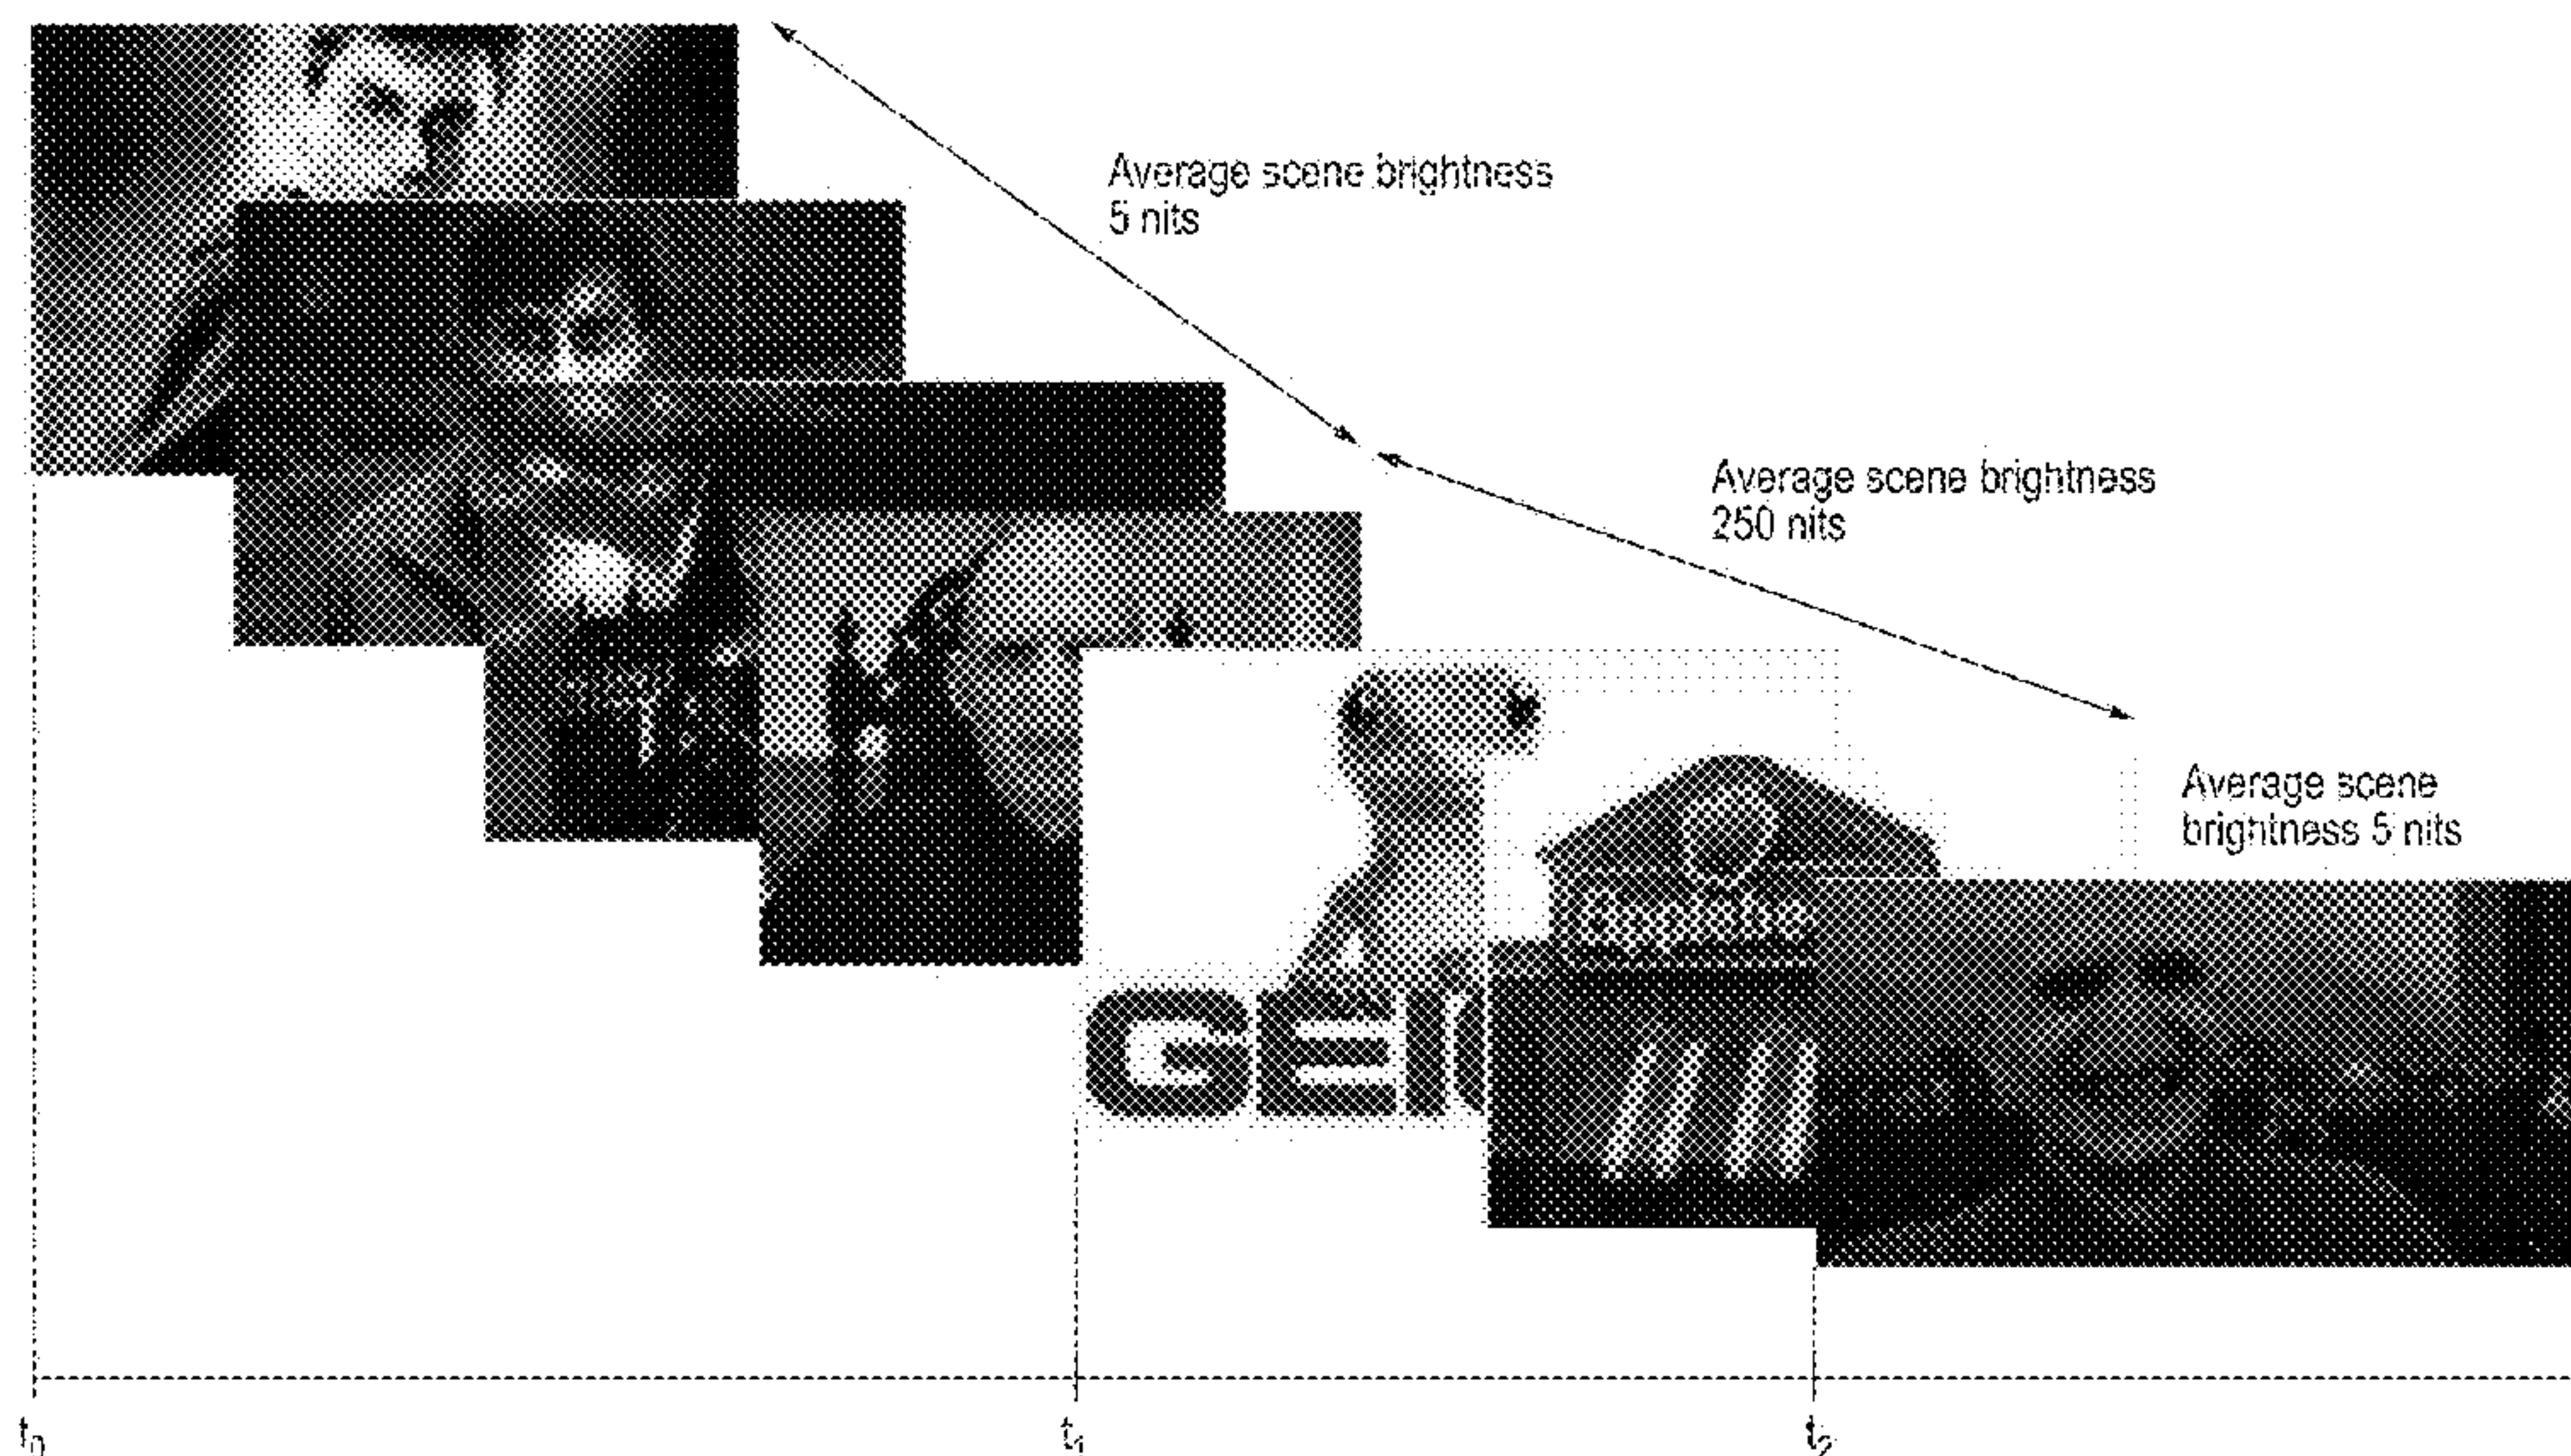 Average scene brightness
5 nits
Average scene brightness
250 nits
Average scene
brightness 5 nits
GEI
t₀
t₁
t₂